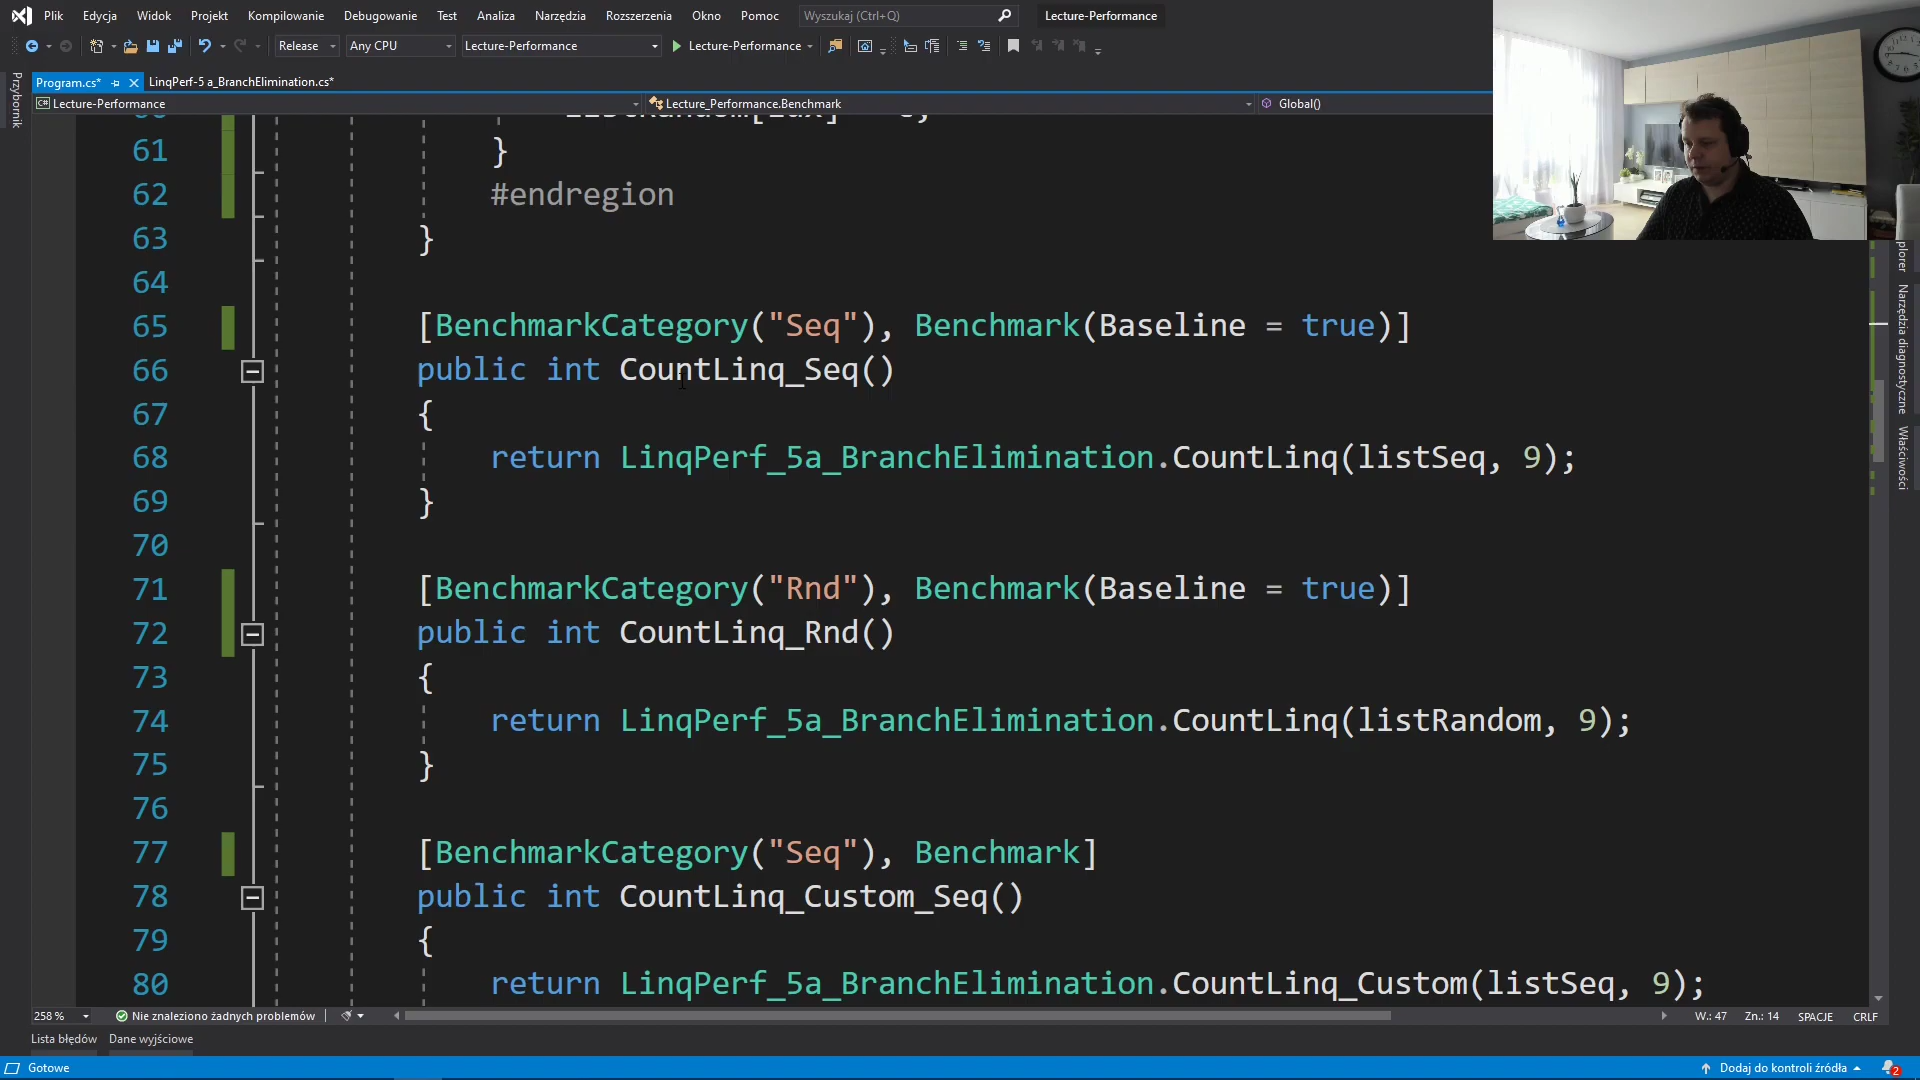 Plik Edycja Widok Projekt Kompilowanie Debugowanie Test Analiza Narzędzia Rozszerzenia Okno Pomoc Wyszukaj (Ctrl+Q) Lecture-Performance
Release Any CPU Lecture-Performance Lecture-Performance
Program.cs* LinqPerf-5 a_BranchElimination.cs*
Lecture-Performance Lecture_Performance.Benchmark Global()
Przybornik
61 }
62 #endregion
63 }
64
65 [BenchmarkCategory("Seq"), Benchmark(Baseline = true)]
66 public int CountLinq_Seq()
67 {
68 return LinqPerf_5a_BranchElimination.CountLinq(listSeq, 9);
69 }
70
71 [BenchmarkCategory("Rnd"), Benchmark(Baseline = true)]
72 public int CountLinq_Rnd()
73 {
74 return LinqPerf_5a_BranchElimination.CountLinq(listRandom, 9);
75 }
76
77 [BenchmarkCategory("Seq"), Benchmark]
78 public int CountLinq_Custom_Seq()
79 {
80 return LinqPerf_5a_BranchElimination.CountLinq_Custom(listSeq, 9);
Narzędzia diagnostyczne
Właściwości
258 % Nie znaleziono żadnych problemów W.: 47 Zn.: 14 SPACJE CRLF
Lista błędów Dane wyjściowe
Gotowe Dodaj do kontroli źródła 2